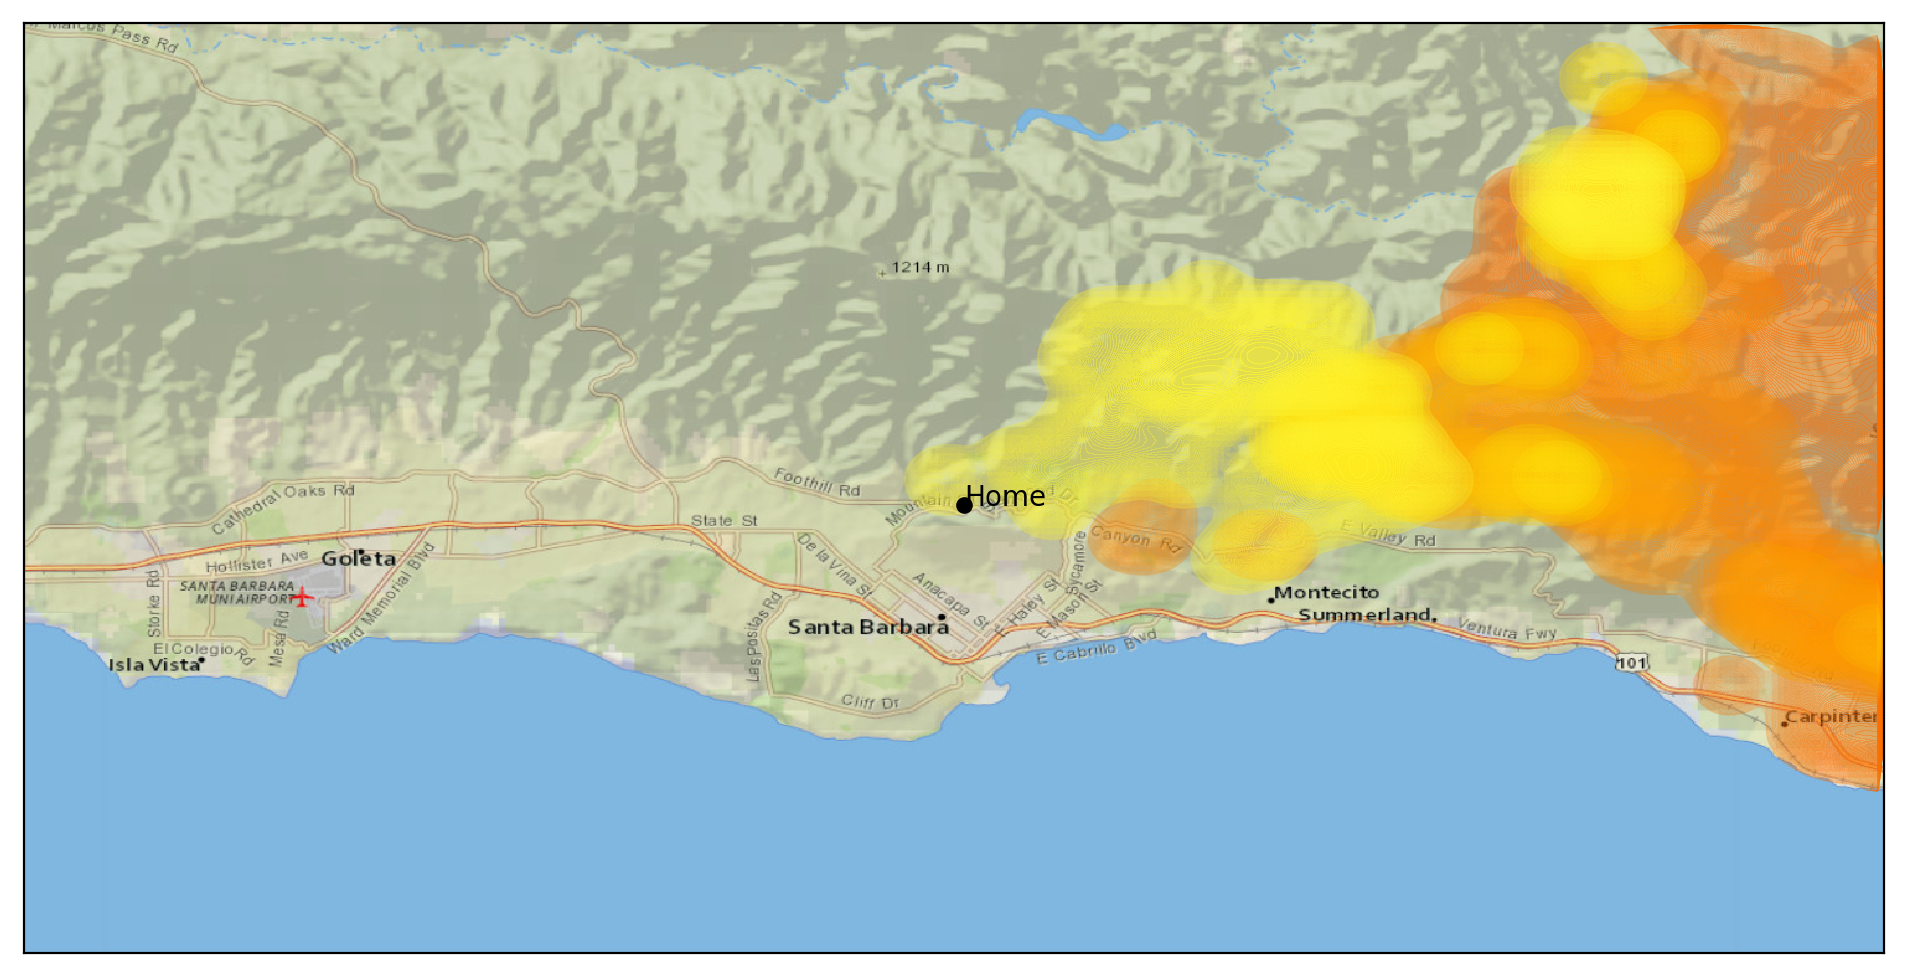 Marcos Pass Rd
1214 m
Foothill Rd
Home
Mountain
Dr
Cathedral Oaks Rd
State St
Canyon Rd
E Valley Rd
Hollister Ave
Goleta
De la Vina St
Sycamore
SANTA BARBARA
MUNI AIRPORT
Storke Rd
Mesa Rd
Ward Memorial Blvd
Anacapa St
E Haley St
E Mason St
Montecito
Summerland
Las Positas Rd
Santa Barbara
Ventura Fwy
El Colegio Rd
Isla Vista
E Cabrillo Blvd
101
Cliff Dr
Carpinter